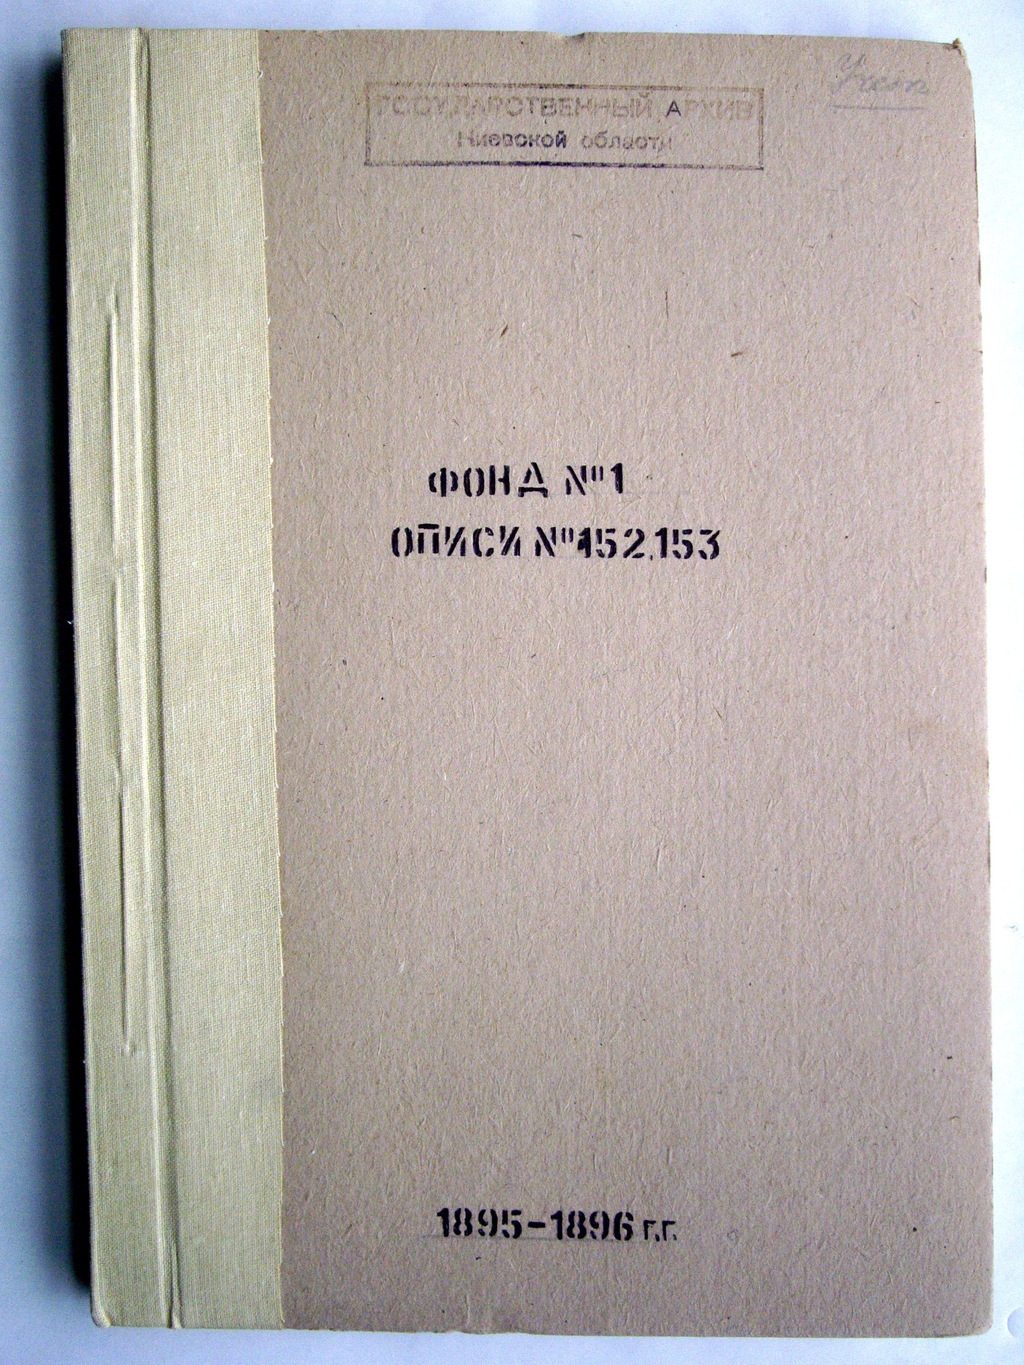 ГОСУДАРСТВЕННЫЙ АРХИВ
Киевской области
ФОНД №1
ОПИСИ №152,153
1895-1896 г.г.